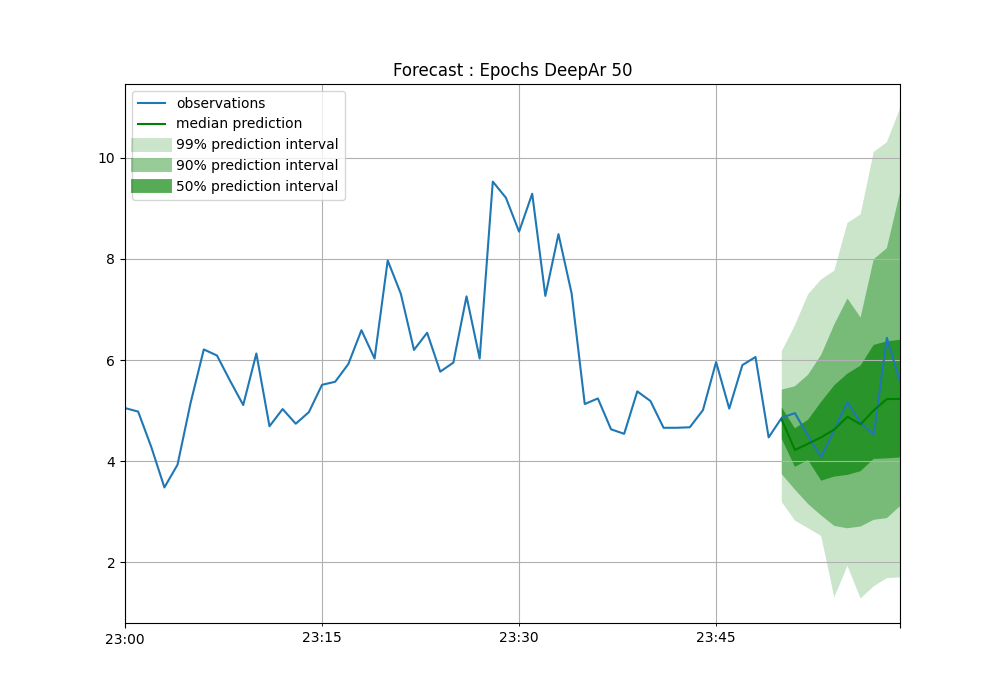 Forecast : Epochs DeepAr 50
observations
median prediction
99% prediction interval
90% prediction interval
50% prediction interval
10
8
6
4
2
23:00
23:15
23:30
23:45